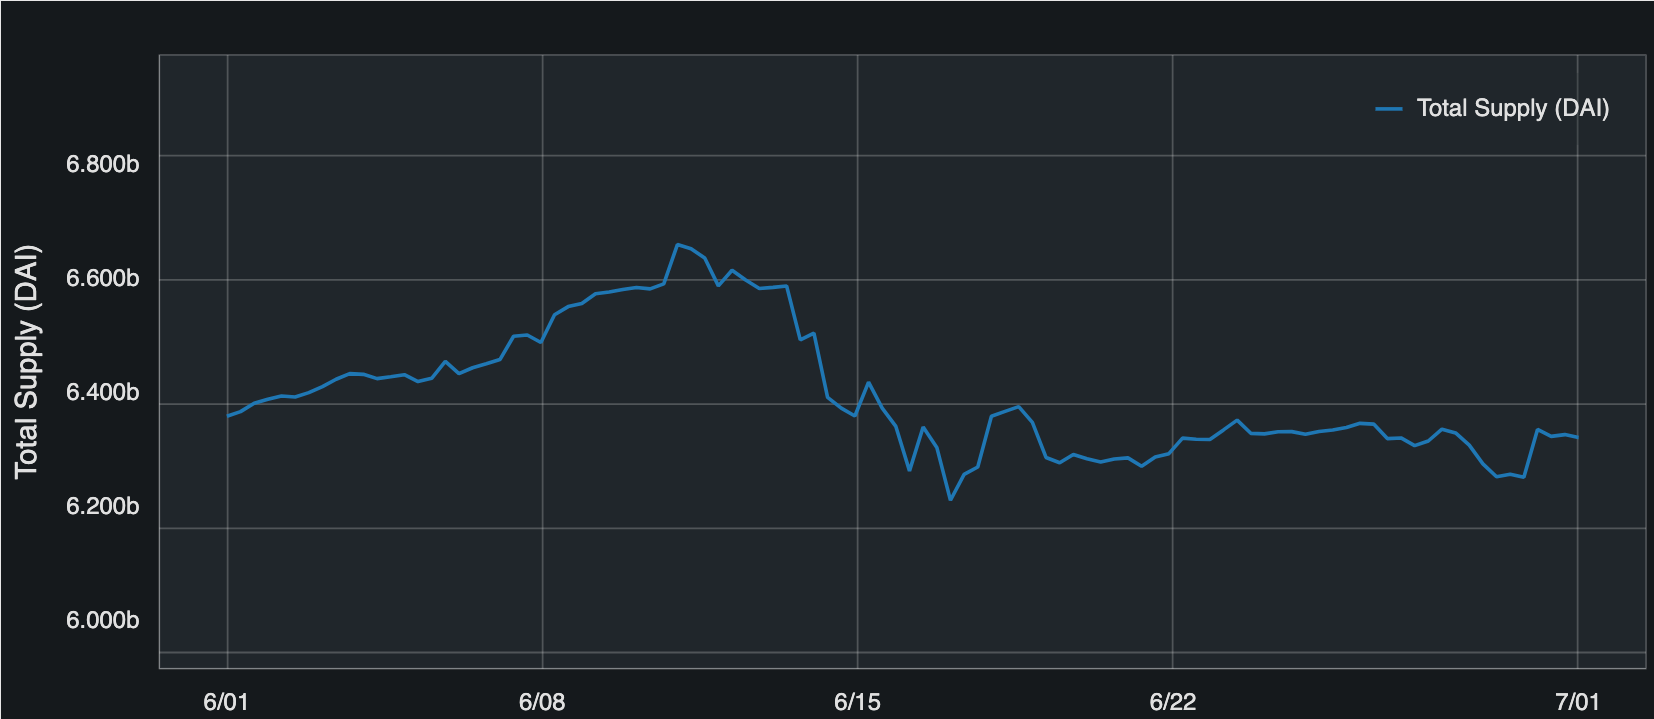 Total Supply (DAI)
Total Supply (DAI)
6.800b
6.600b
6.400b
6.200b
6.000b
6/01 6/08 6/15 6/22 7/01